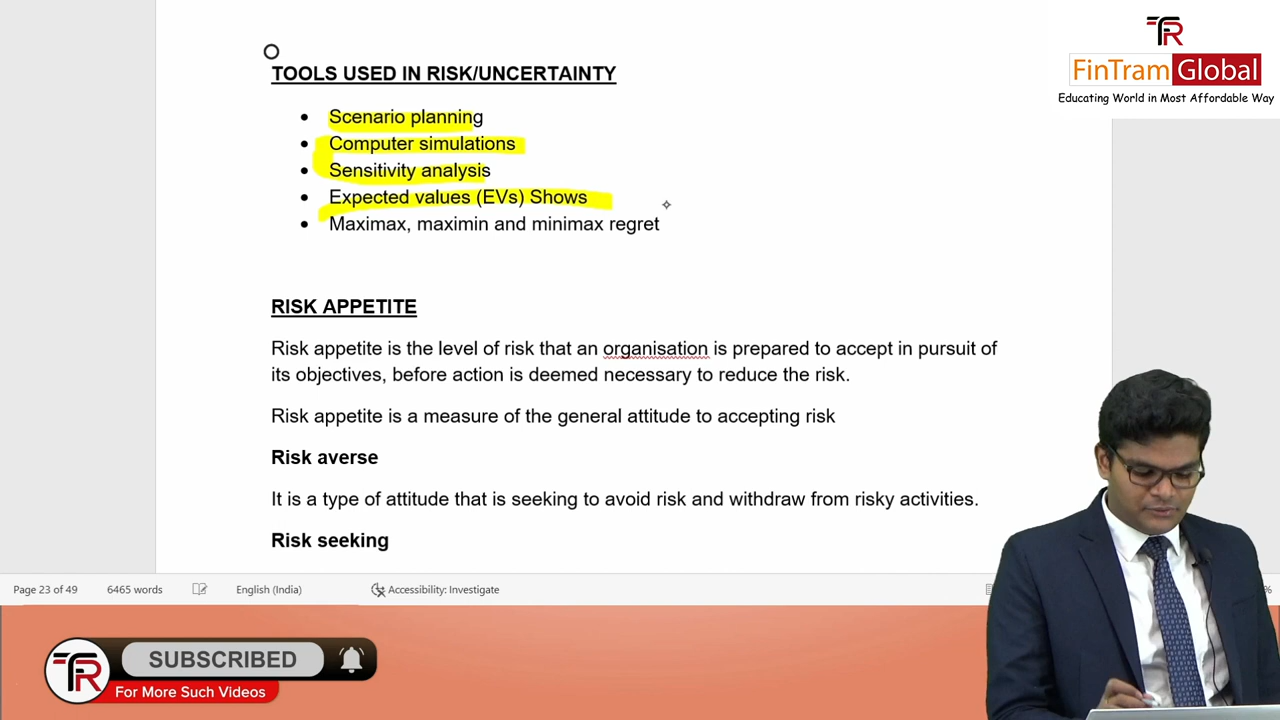 TR
FinTram Global
Educating World in Most Affordable Way
TOOLS USED IN RISK/UNCERTAINTY
• Scenario planning
• Computer simulations
• Sensitivity analysis
• Expected values (EVs) Shows
• Maximax, maximin and minimax regret
RISK APPETITE
Risk appetite is the level of risk that an organisation is prepared to accept in pursuit of
its objectives, before action is deemed necessary to reduce the risk.
Risk appetite is a measure of the general attitude to accepting risk
Risk averse
It is a type of attitude that is seeking to avoid risk and withdraw from risky activities.
Risk seeking
Page 23 of 49 6465 words English (India) Accessibility: Investigate
TR
SUBSCRIBED
For More Such Videos